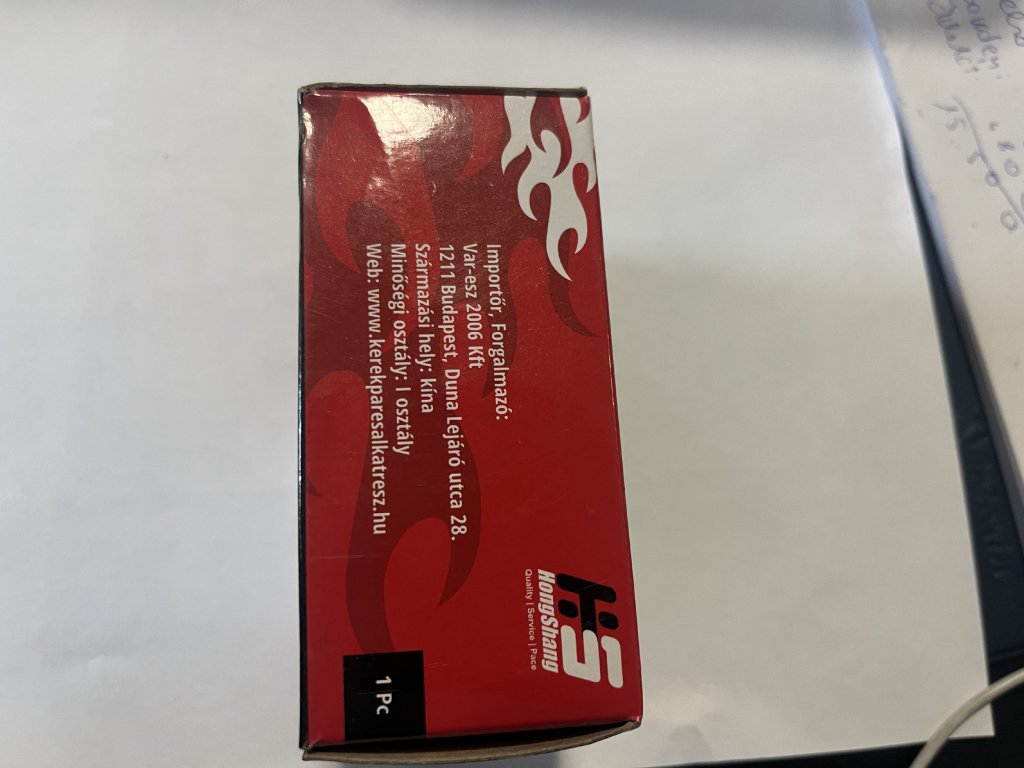 Importőr, Forgalmazó:
Var-esz 2006 Kft
1211 Budapest, Duna Lejáró utca 28.
Származási hely: kína
Minőségi osztály: I osztály
Web: www.kerekparesalkatresz.hu
HS
HongShang
Quality | Service | Pace
1 Pc